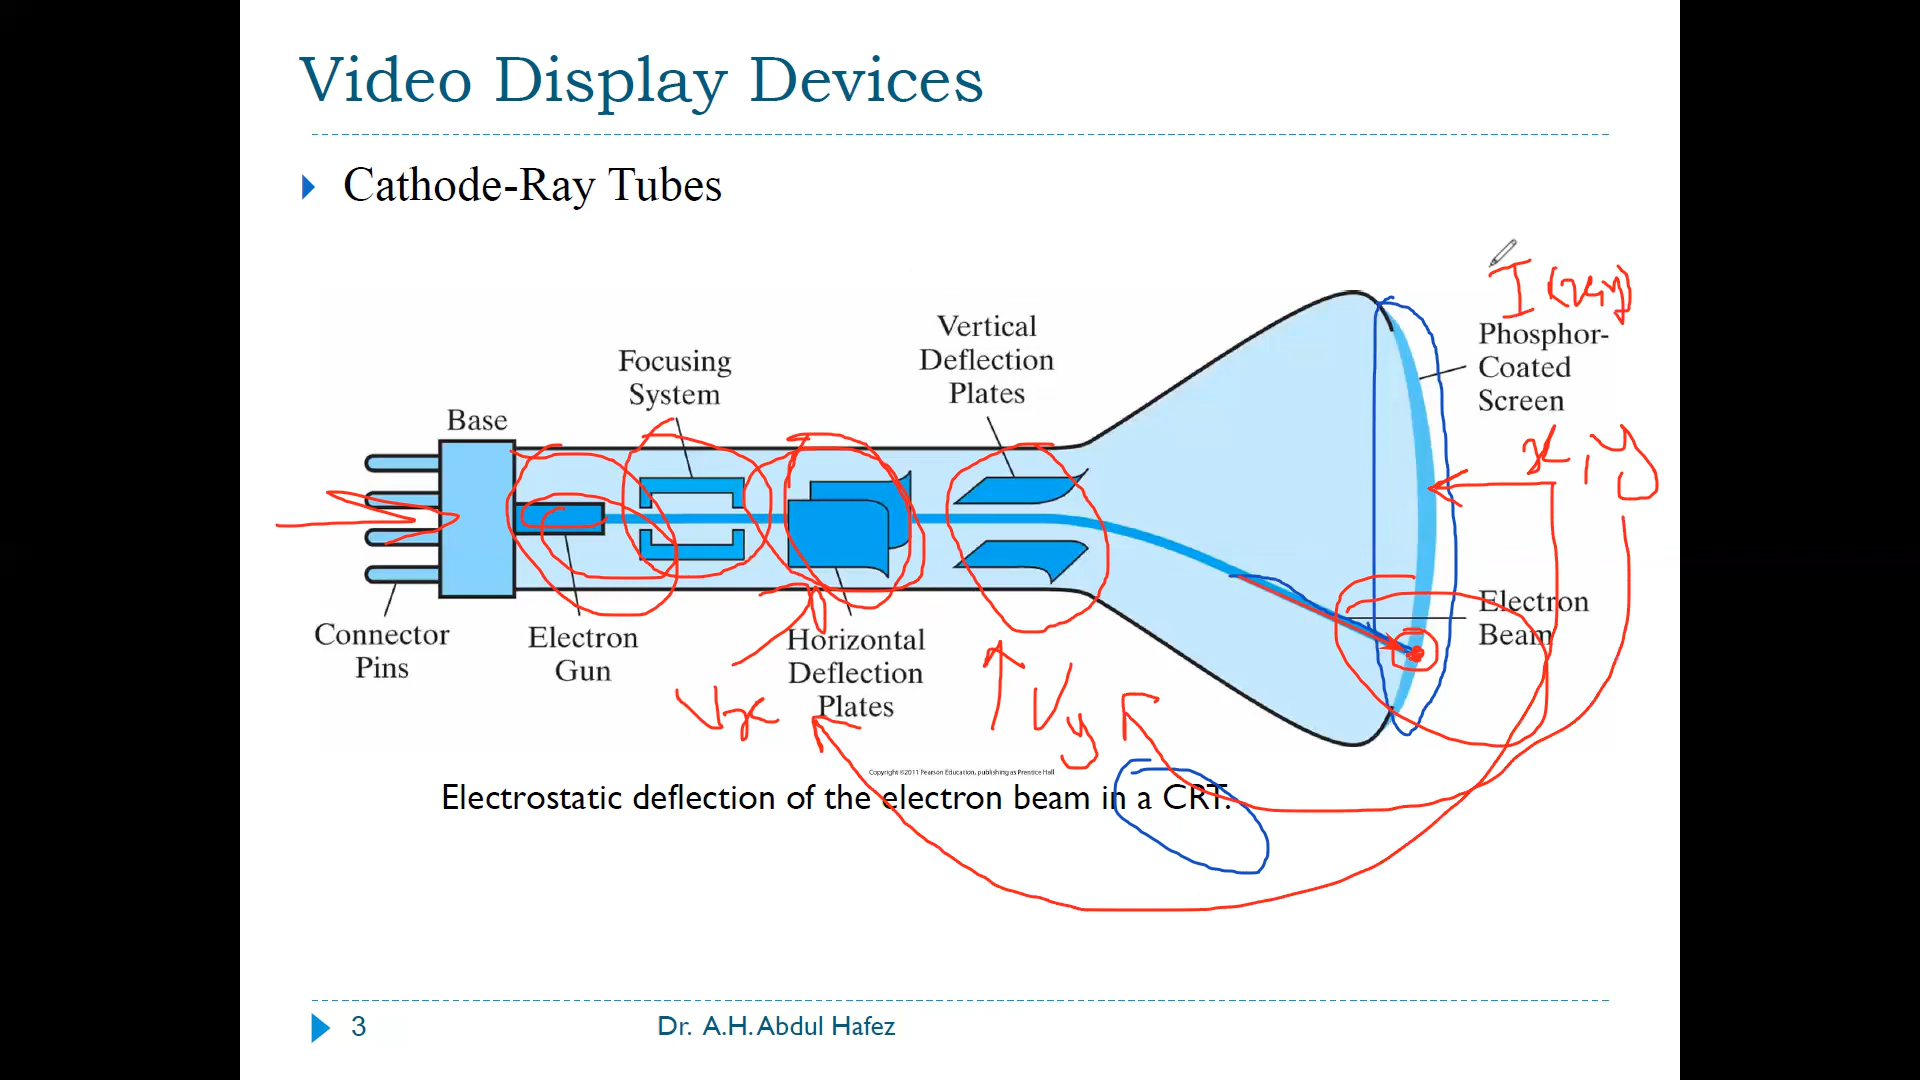 Video Display Devices
Cathode-Ray Tubes
I(x,y)
Vertical
Deflection
Plates
Phosphor-
Coated
Screen
Focusing
System
Base
x, y
Electron
Beam
Connector
Pins
Electron
Gun
Horizontal
Deflection
Plates
Vx
Vy
Copyright ©2011 Pearson Education, publishing as Prentice Hall
Electrostatic deflection of the electron beam in a CRT.
3
Dr. A.H. Abdul Hafez